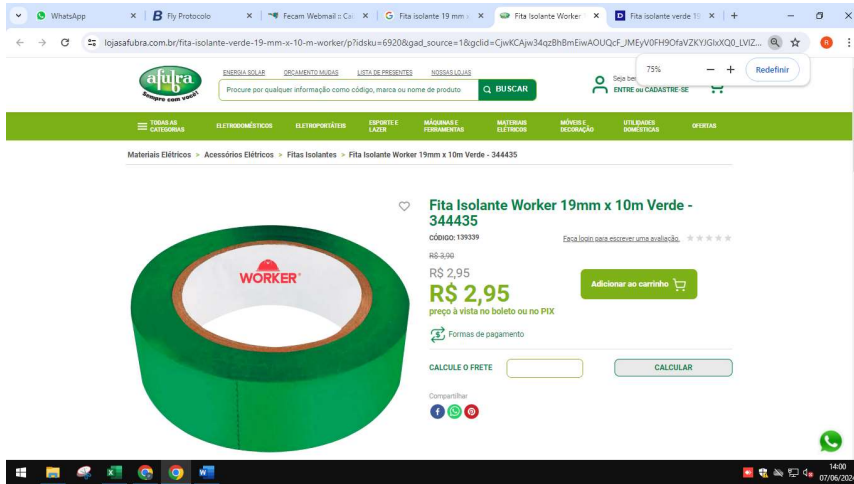 WhatsApp
Fly Protocolo
Fecam Webmail :: Cai
Fita isolante 19 mm x
Fita Isolante Worker
Fita isolante verde 19
lojasafubra.com.br/fita-isolante-verde-19-mm-x-10-m-worker/p?idsku=6920&gad_source=1&gclid=
75%
Redefinir
afubra
sempre com você!
ENERGIA SOLAR ORÇAMENTO MUDAS LISTA DE PRESENTES NOSSAS LOJAS
Procure por qualquer informação como código, marca ou nome de produto
BUSCAR
Seja
ENTRE ou CADASTRE-SE
TODAS AS CATEGORIAS
ELETRODOMÉSTICOS
ELETROPORTÁTEIS
ESPORTE E LAZER
MÁQUINAS E FERRAMENTAS
MATERIAIS ELÉTRICOS
MÓVEIS E DECORAÇÃO
UTILIDADES DOMÉSTICAS
OFERTAS
Materiais Elétricos > Acessórios Elétricos > Fitas Isolantes > Fita Isolante Worker 19mm x 10m Verde - 344435
WORKER
Fita Isolante Worker 19mm x 10m Verde -
344435
CÓDIGO: 139339
Faça login para escrever uma avaliação.
R$ 3,90
R$ 2,95
R$ 2,95
preço à vista no boleto ou no PIX
Adicionar ao carrinho
Formas de pagamento
CALCULE O FRETE
CALCULAR
Compartilhar
14:00
07/06/2024